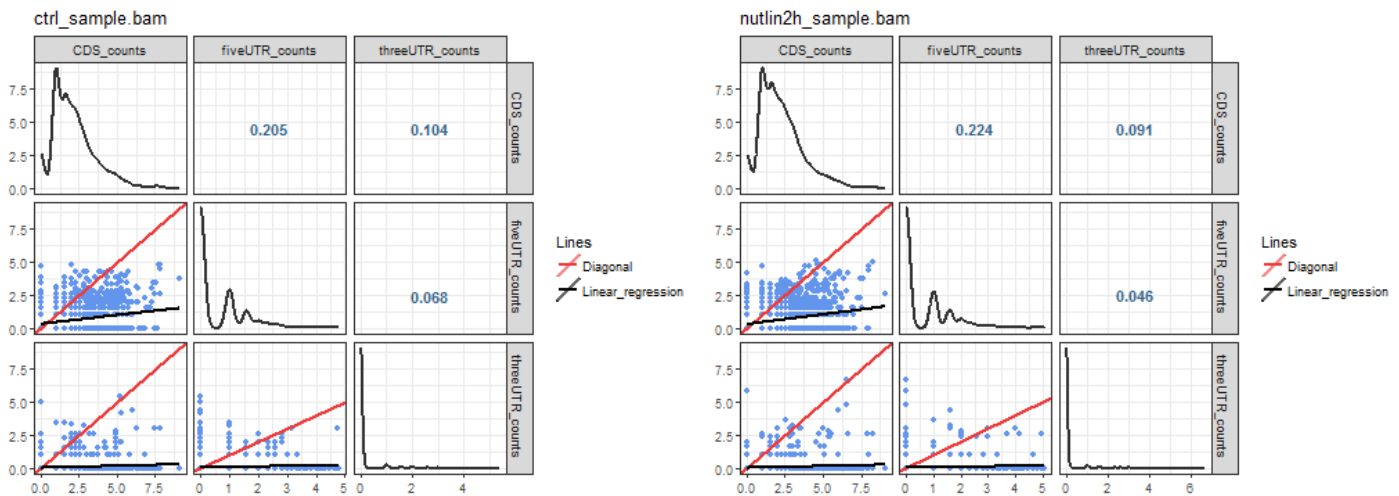 ctrl_sample.bam
CDS_counts fiveUTR_counts threeUTR_counts
7.5
5.0
2.5
0.0
0.205
0.104
CDS_counts
7.5
5.0
2.5
0.0
0.068
fiveUTR_counts
7.5
5.0
2.5
0.0
threeUTR_counts
0.0 2.5 5.0 7.5 0 1 2 3 4 5 0 2 4
Lines
Diagonal
Linear_regression
nutlin2h_sample.bam
CDS_counts fiveUTR_counts threeUTR_counts
7.5
5.0
2.5
0.0
0.224
0.091
CDS_counts
7.5
5.0
2.5
0.0
0.046
fiveUTR_counts
7.5
5.0
2.5
0.0
threeUTR_counts
0.0 2.5 5.0 7.5 0 1 2 3 4 5 0 2 4 6
Lines
Diagonal
Linear_regression